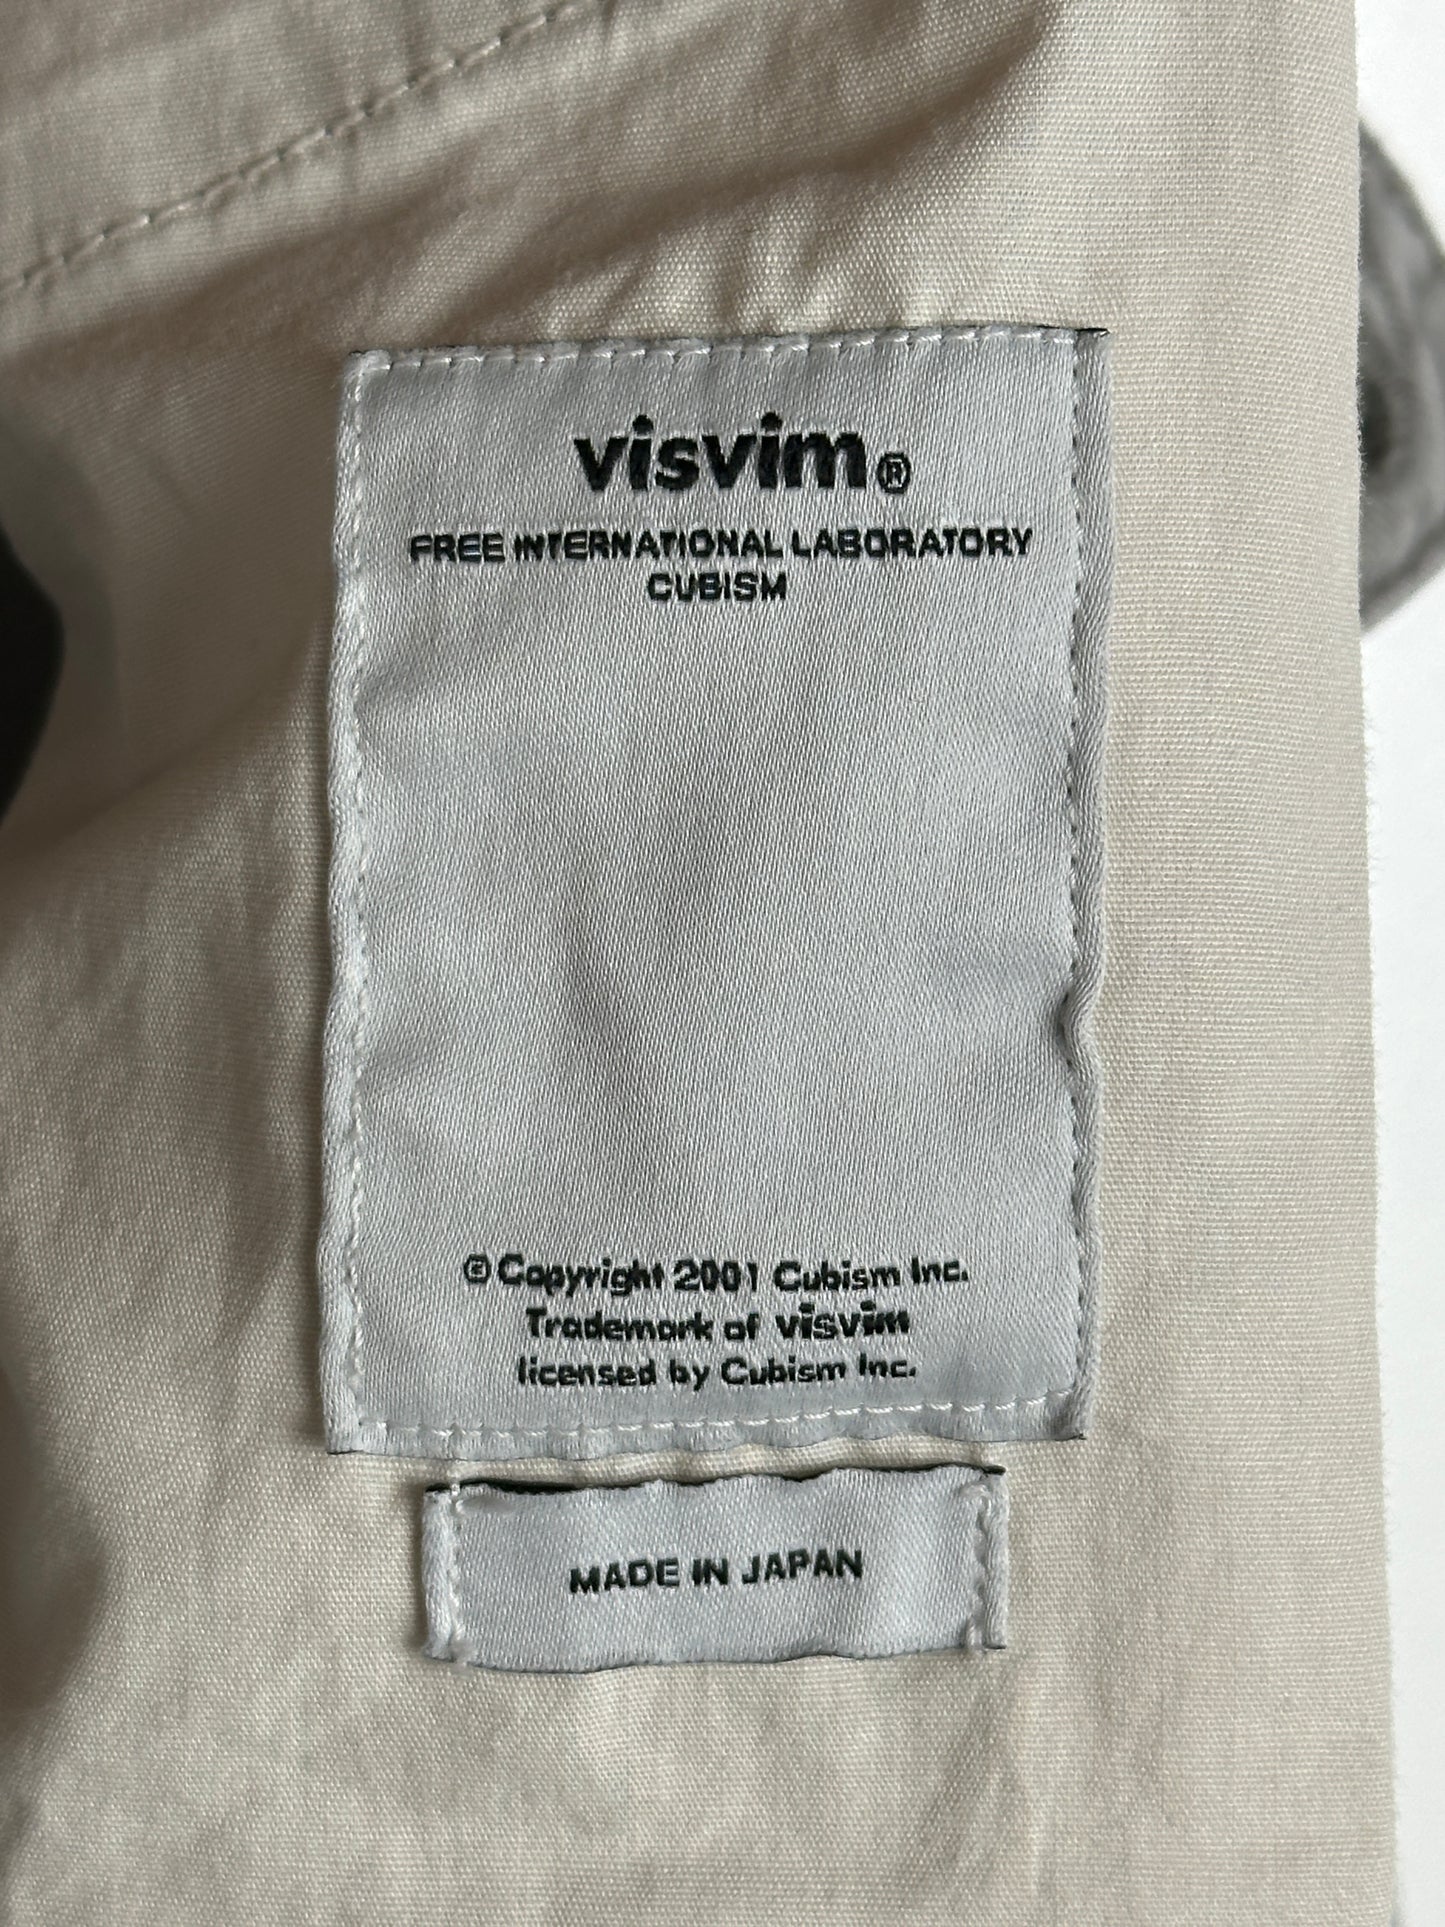 visvim®
FREE INTERNATIONAL LABORATORY
CUBISM
© Copyright 2001 Cubism Inc.
Trademark of visvim
licensed by Cubism Inc.
MADE IN JAPAN